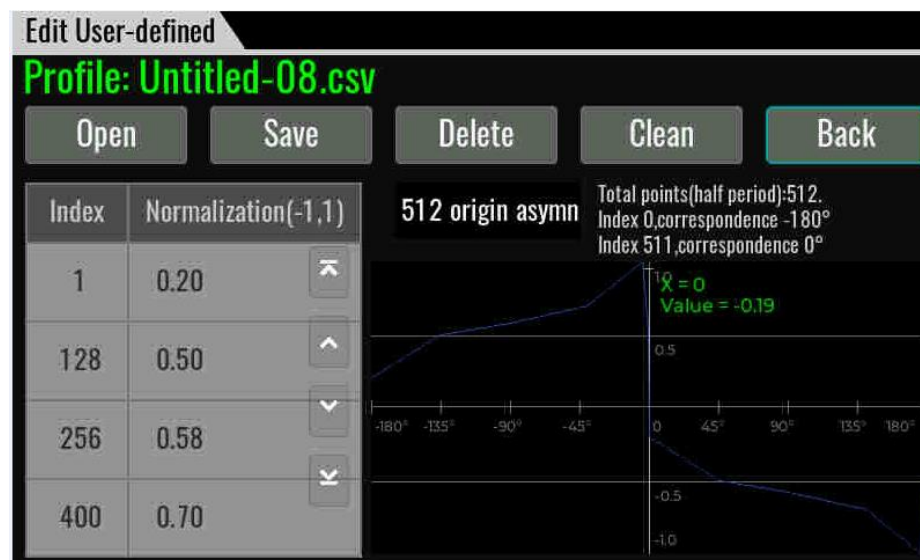 Edit User-defined
Profile: Untitled-08.csv
Open Save Delete Clean Back
Index Normalization(-1,1)
512 origin asymn
Total points(half period):512.
Index 0,correspondence -180°
Index 511,correspondence 0°
1 0.20
128 0.50
256 0.58
400 0.70
1.0
X = 0
Value = -0.19
0.5
-180° -135° -90° -45° 0 45° 90° 135° 180°
-0.5
-1.0